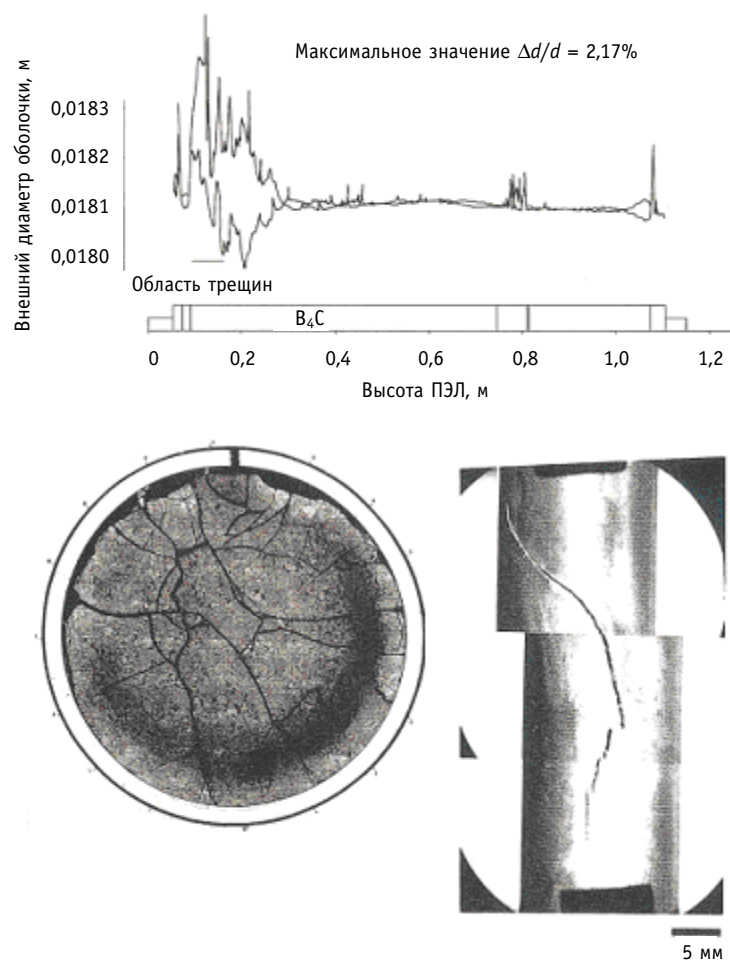 Максимальное значение Δd/d = 2,17%
Внешний диаметр оболочки, м
0,0183
0,0182
0,0181
0,0180
Область трещин
B₄C
0 0,2 0,4 0,6 0,8 1,0 1,2
Высота ПЭЛ, м
5 мм